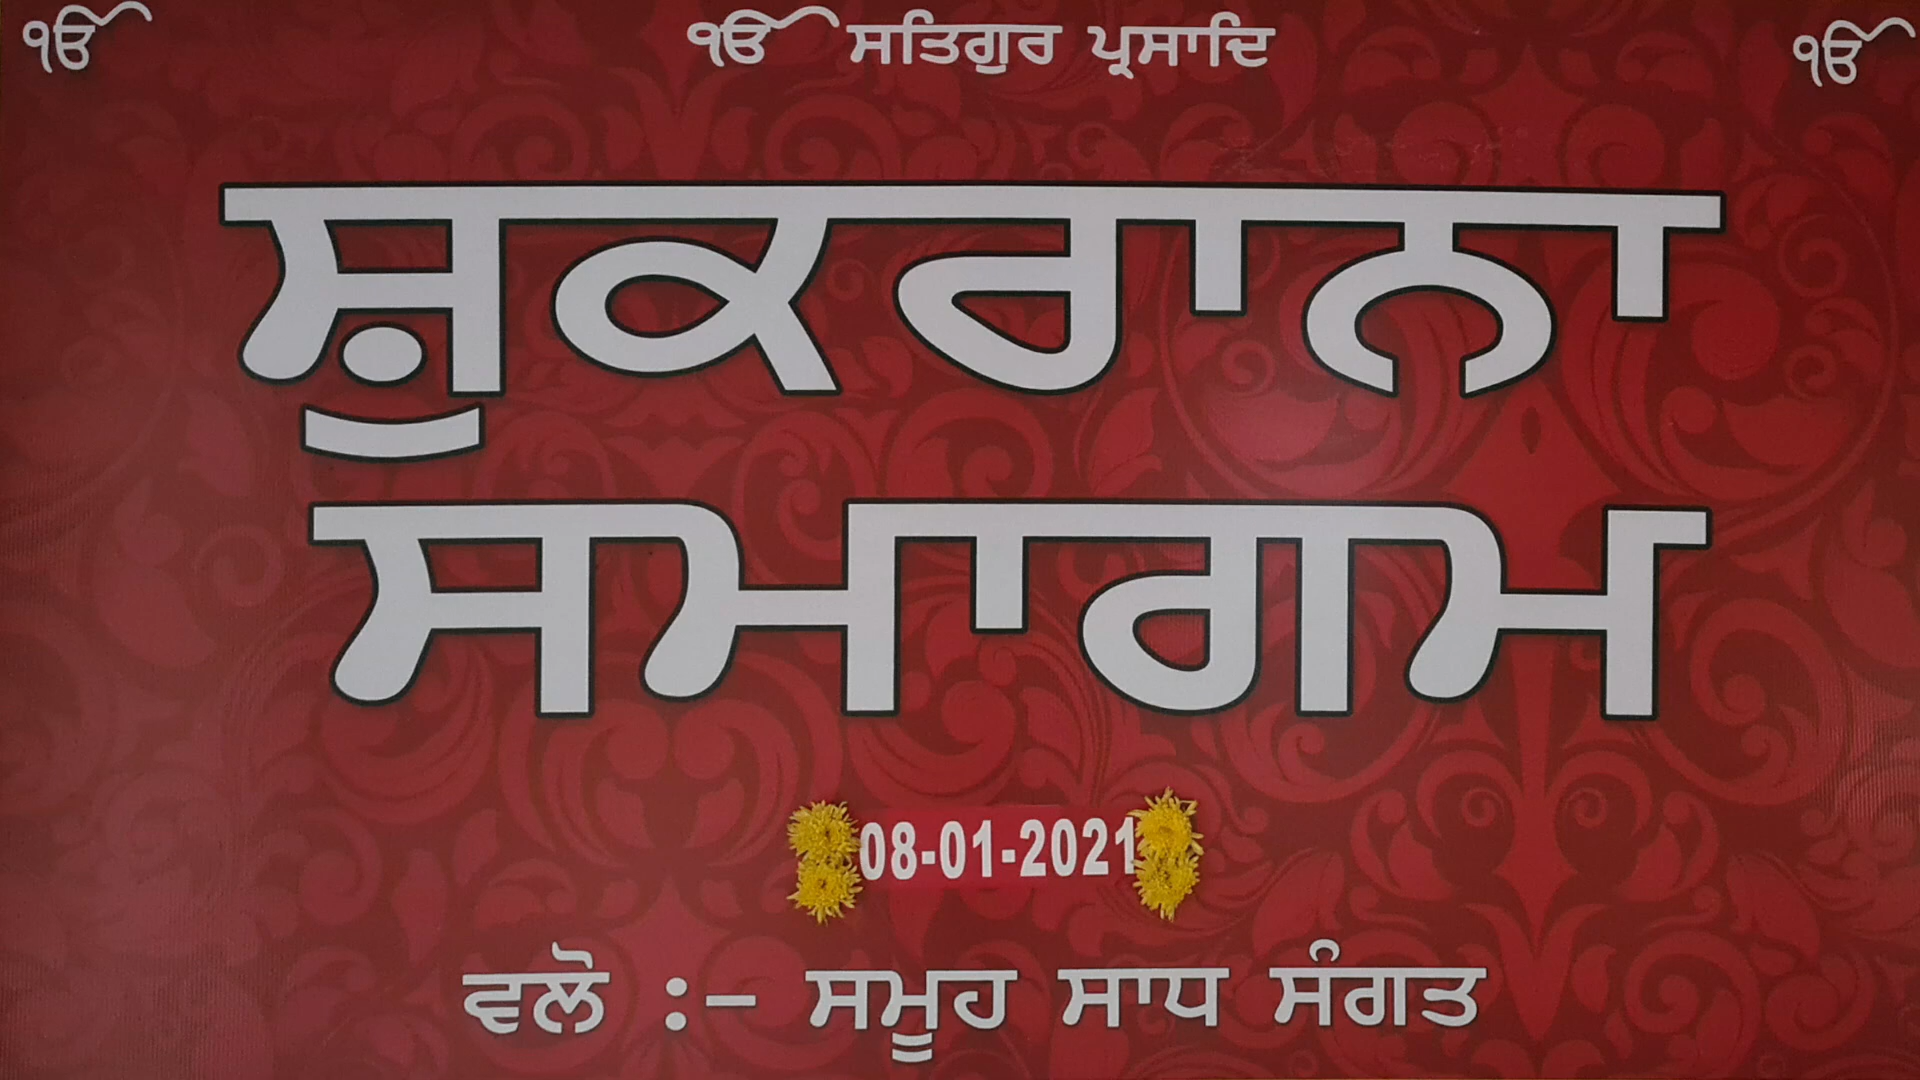 ੴ ੴ ਸਤਿਗੁਰ ਪ੍ਰਸਾਦਿ ੴ
ਸ਼ੁਕਰਾਨਾ
ਸਮਾਗਮ
08-01-2021
ਵਲੋ :- ਸਮੂਹ ਸਾਧ ਸੰਗਤ